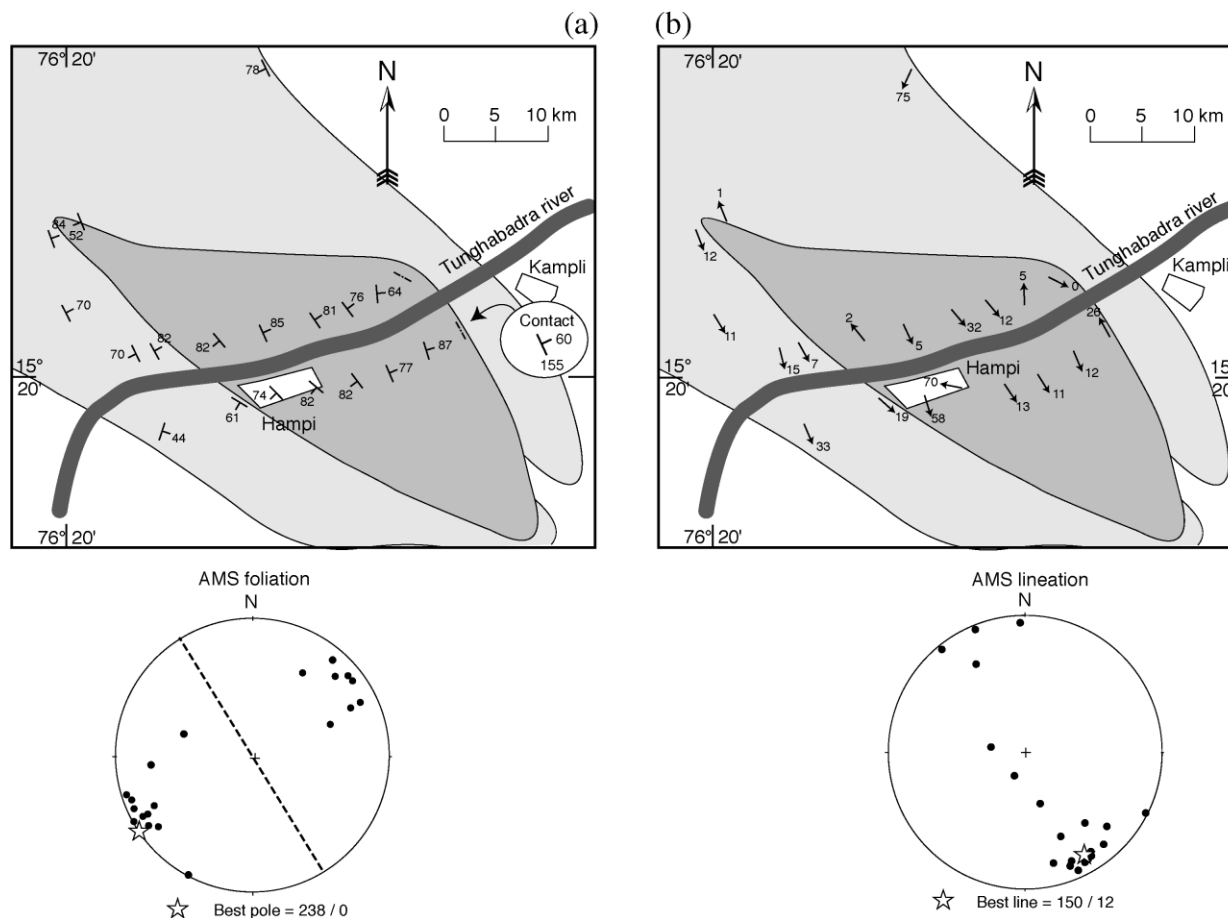 (a)
76° 20'
78
N
0 5 10 km
Tunghabadra river
Kampli
84
52
70
64
76
81
85
82
82
70
Contact
60
155
87
77
82
82
74
61
44
Hampi
15°
20'
76° 20'
AMS foliation
N
Best pole = 238 / 0
(b)
76° 20'
75
N
0 5 10 km
Tunghabadra river
Kampli
1
12
11
5
0
12
32
26
2
5
15
7
12
Hampi
70
11
13
19
58
33
15°
20'
76° 20'
AMS lineation
N
Best line = 150 / 12